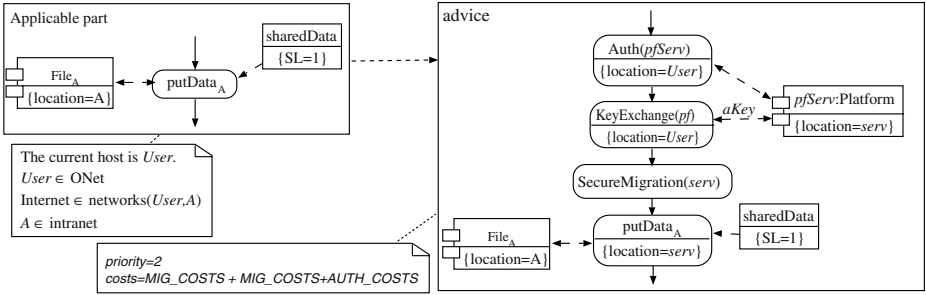 Applicable part
sharedData
{SL=1}
File_A
{location=A}
putData_A
The current host is User.
User ∈ ONet
Internet ∈ networks(User,A)
A ∈ intranet
priority=2
costs=MIG_COSTS + MIG_COSTS+AUTH_COSTS
advice
Auth(pfServ)
{location=User}
pfServ:Platform
{location=serv}
aKey
KeyExchange(pf)
{location=User}
SecureMigration(serv)
sharedData
{SL=1}
putData_A
{location=serv}
File_A
{location=A}